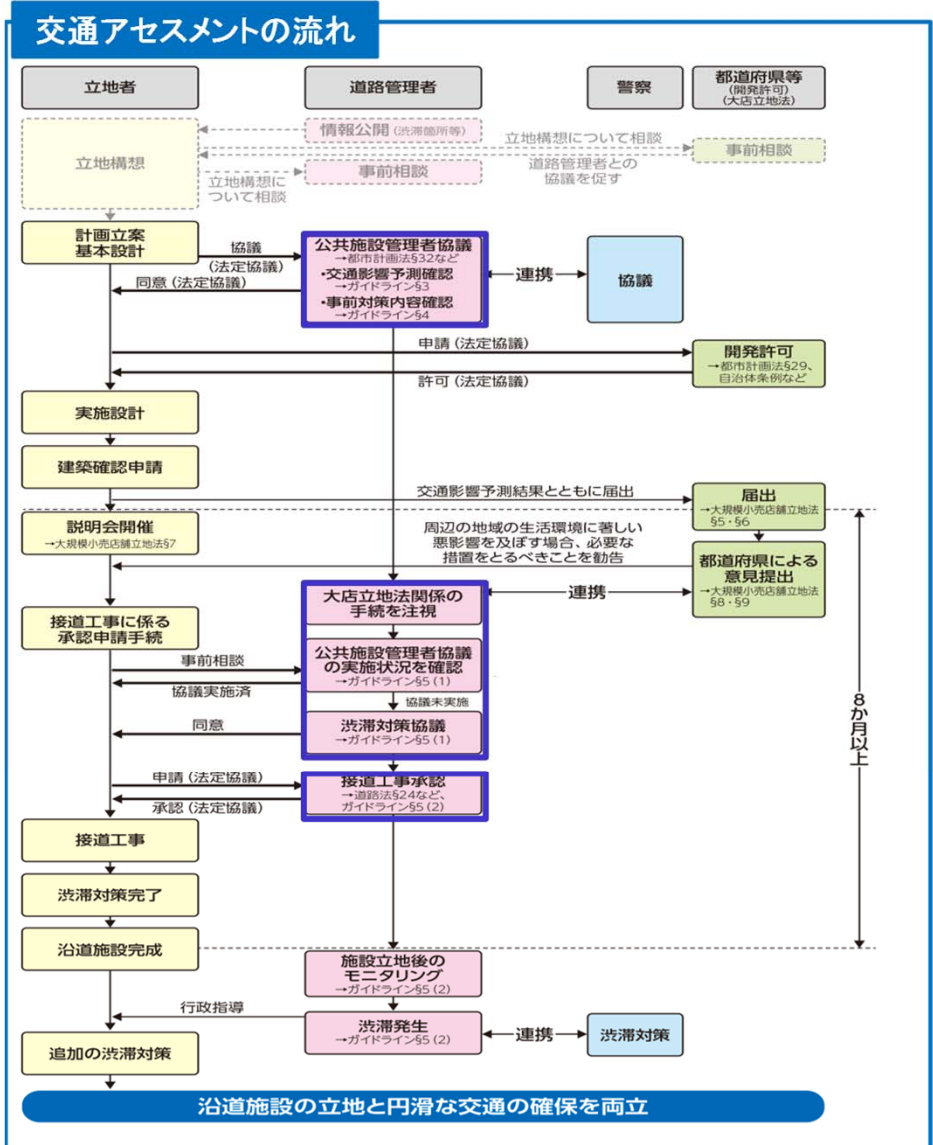 交通アセスメントの流れ
立地者
道路管理者
警察
都道府県等
(開発許可)
(大店立地法)
立地構想
情報公開 (渋滞箇所等)
立地構想について相談
事前相談
道路管理者との
協議を促す
事前相談
立地構想に
ついて相談
計画立案
基本設計
協議
(法定協議)
同意 (法定協議)
公共施設管理者協議
→都市計画法§32など
・交通影響予測確認
→ガイドライン§3
・事前対策内容確認
→ガイドライン§4
連携
協議
申請 (法定協議)
許可 (法定協議)
開発許可
→都市計画法§29、
自治体条例など
実施設計
建築確認申請
交通影響予測結果とともに届出
届出
→大規模小売店舗立地法
§5・§6
説明会開催
→大規模小売店舗立地法§7
周辺の地域の生活環境に著しい
悪影響を及ぼす場合、必要な
措置をとるべきことを勧告
都道府県による
意見提出
→大規模小売店舗立地法
§8・§9
大店立地法関係の
手続を注視
連携
接道工事に係る
承認申請手続
事前相談
協議実施済
公共施設管理者協議
の実施状況を確認
→ガイドライン§5 (1)
協議未実施
同意
渋滞対策協議
→ガイドライン§5 (1)
8か月以上
申請 (法定協議)
承認 (法定協議)
接道工事承認
→道路法§24など、
ガイドライン§5 (2)
接道工事
渋滞対策完了
沿道施設完成
施設立地後の
モニタリング
→ガイドライン§5 (2)
行政指導
渋滞発生
→ガイドライン§5 (2)
連携
渋滞対策
追加の渋滞対策
沿道施設の立地と円滑な交通の確保を両立